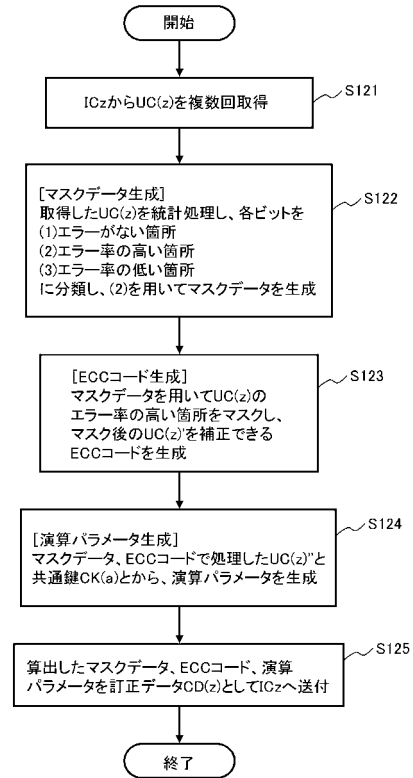 開始
ICzからUC(z)を複数回取得
S121
[マスクデータ生成]
取得したUC(z)を統計処理し、各ビットを
(1)エラーがない箇所
(2)エラー率の高い箇所
(3)エラー率の低い箇所
に分類し、(2)を用いてマスクデータを生成
S122
[ECCコード生成]
マスクデータを用いてUC(z)の
エラー率の高い箇所をマスクし、
マスク後のUC(z)'を補正できる
ECCコードを生成
S123
[演算パラメータ生成]
マスクデータ、ECCコードで処理したUC(z)''と
共通鍵CK(a)とから、演算パラメータを生成
S124
算出したマスクデータ、ECCコード、演算
パラメータを訂正データCD(z)としてICzへ送付
S125
終了